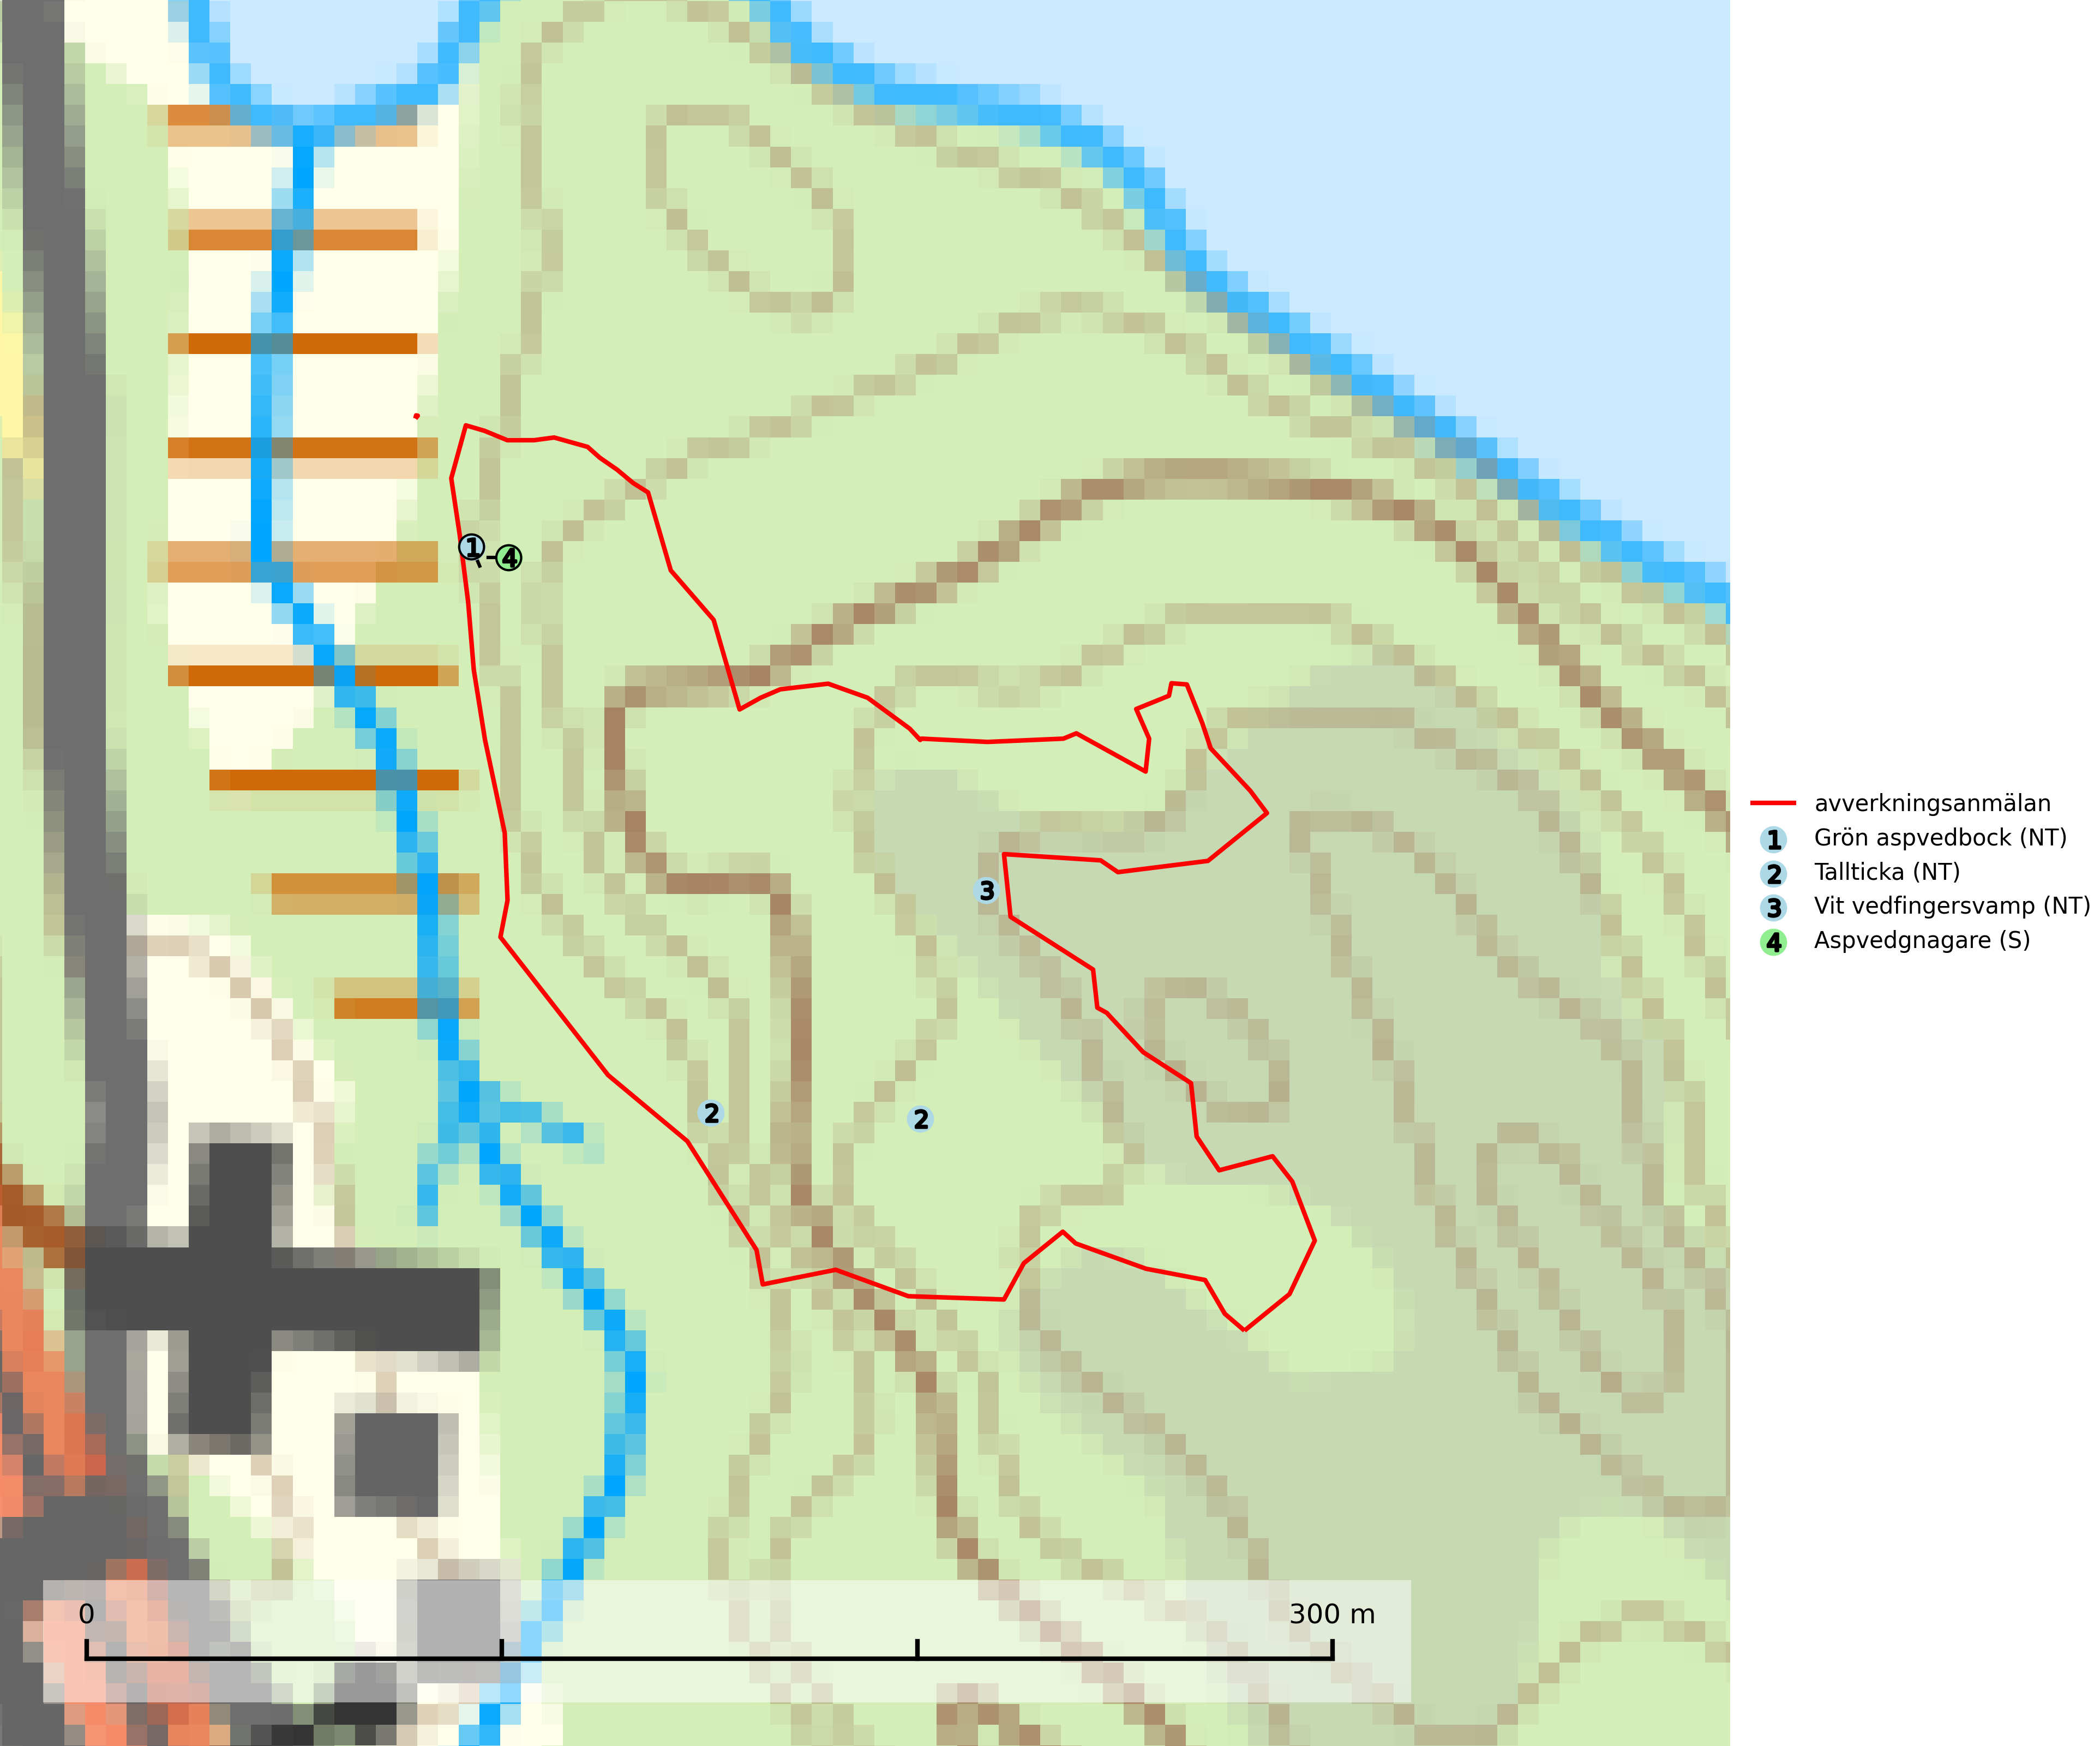 1 4
3
2 2
0 300 m
avverkningsanmälan
1 Grön aspvedbock (NT)
2 Tallticka (NT)
3 Vit vedfingersvamp (NT)
4 Aspvedgnagare (S)